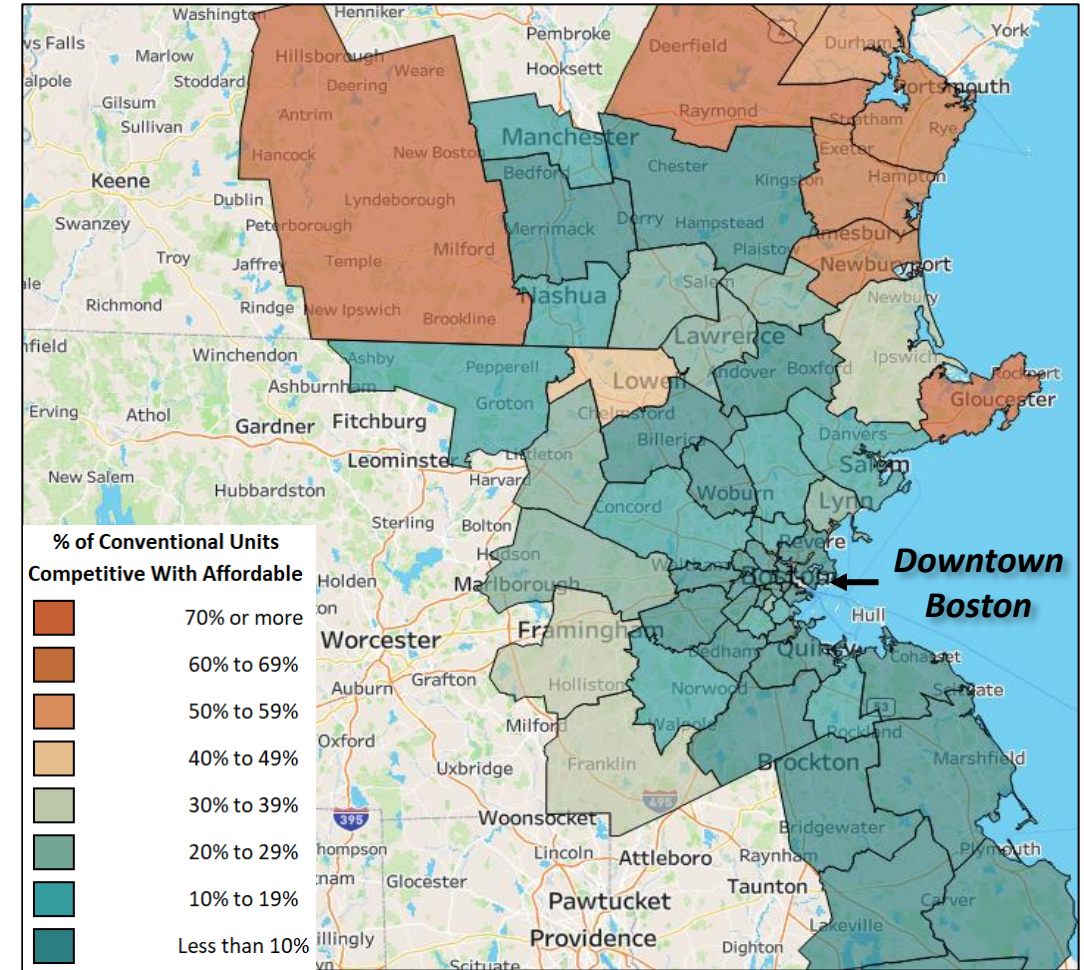 Washington
Henniker
Pembroke
York
Marlow
Hillsborough
Deerfield
Durham
4
Stoddard
Deering
Weare
Hooksett
Gilsum
Antrim
Raymond
Portsmouth
Sullivan
Manchester
Stratham
Rye
Hancock
New Boston
Bedford
Chester
Exeter
Keene
Kingston
Hampton
Dublin
Lyndeborough
Swanzey
Peterborough
Merrimack
Derry
Hampstead
Amesbury
Troy
Jaffrey
Temple
Milford
Plaistow
Newburyport
Richmond
Rindge
New Ipswich
Brookline
Nashua
Salem
Newbury
Winchendon
Ashby
Pepperell
Lawrence
Ipswich
Ashburnham
Lowell
Andover
Boxford
Rockport
Erving
Athol
Gardner
Fitchburg
Groton
Chelmsford
Gloucester
Billerica
Danvers
Leominster
Littleton
Salem
New Salem
Hubbardston
Harvard
Woburn
Lynn
Sterling
Bolton
Concord
Revere
Hudson
Waltham
Boston
Holden
Marlborough
Downtown
Boston
Worcester
Framingham
Hull
Dedham
Quincy
Cohasset
Auburn
Grafton
Holliston
Norwood
Scituate
53
Milford
Walpole
Rockland
Oxford
Uxbridge
Franklin
Brockton
Marshfield
495
395
Woonsocket
Bridgewater
Plymouth
Lincoln
Attleboro
Raynham
Glocester
Taunton
Carver
Pawtucket
Lakeville
Providence
Dighton
Scituate
% of Conventional Units
Competitive With Affordable
70% or more
60% to 69%
50% to 59%
40% to 49%
30% to 39%
20% to 29%
10% to 19%
Less than 10%